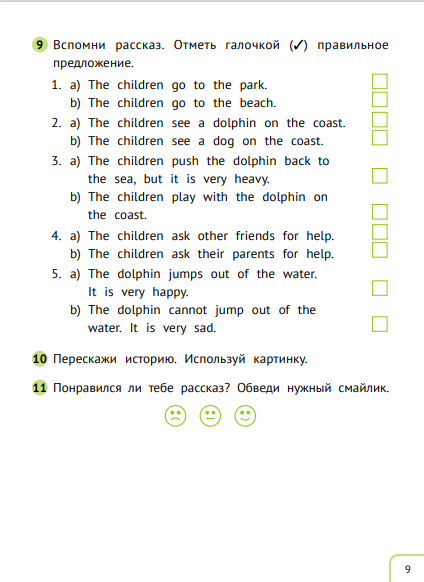 9 Вспомни рассказ. Отметь галочкой (✓) правильное
предложение.
1. a) The children go to the park.
b) The children go to the beach.
2. a) The children see a dolphin on the coast.
b) The children see a dog on the coast.
3. a) The children push the dolphin back to
the sea, but it is very heavy.
b) The children play with the dolphin on
the coast.
4. a) The children ask other friends for help.
b) The children ask their parents for help.
5. a) The dolphin jumps out of the water.
It is very happy.
b) The dolphin cannot jump out of the
water. It is very sad.
10 Перескажи историю. Используй картинку.
11 Понравился ли тебе рассказ? Обведи нужный смайлик.
9